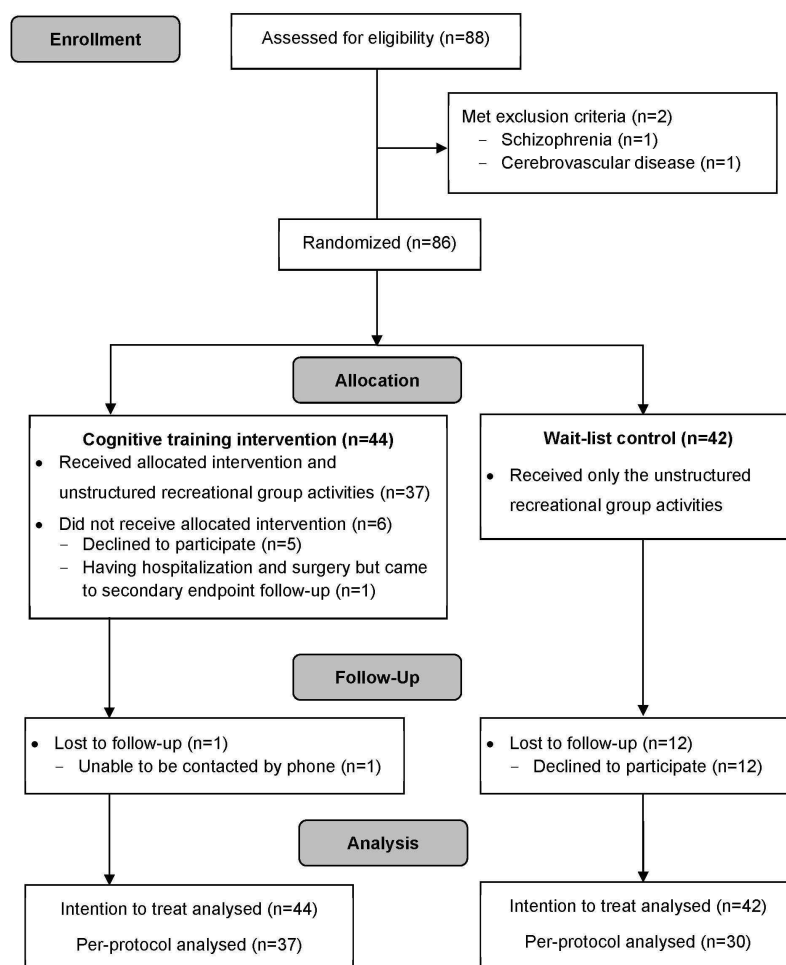 Enrollment
Assessed for eligibility (n=88)
Met exclusion criteria (n=2)
− Schizophrenia (n=1)
− Cerebrovascular disease (n=1)
Randomized (n=86)
Allocation
Cognitive training intervention (n=44)
• Received allocated intervention and
unstructured recreational group activities (n=37)
• Did not receive allocated intervention (n=6)
− Declined to participate (n=5)
− Having hospitalization and surgery but came
to secondary endpoint follow-up (n=1)
Wait-list control (n=42)
• Received only the unstructured
recreational group activities
Follow-Up
• Lost to follow-up (n=1)
− Unable to be contacted by phone (n=1)
• Lost to follow-up (n=12)
− Declined to participate (n=12)
Analysis
Intention to treat analysed (n=44)
Per-protocol analysed (n=37)
Intention to treat analysed (n=42)
Per-protocol analysed (n=30)